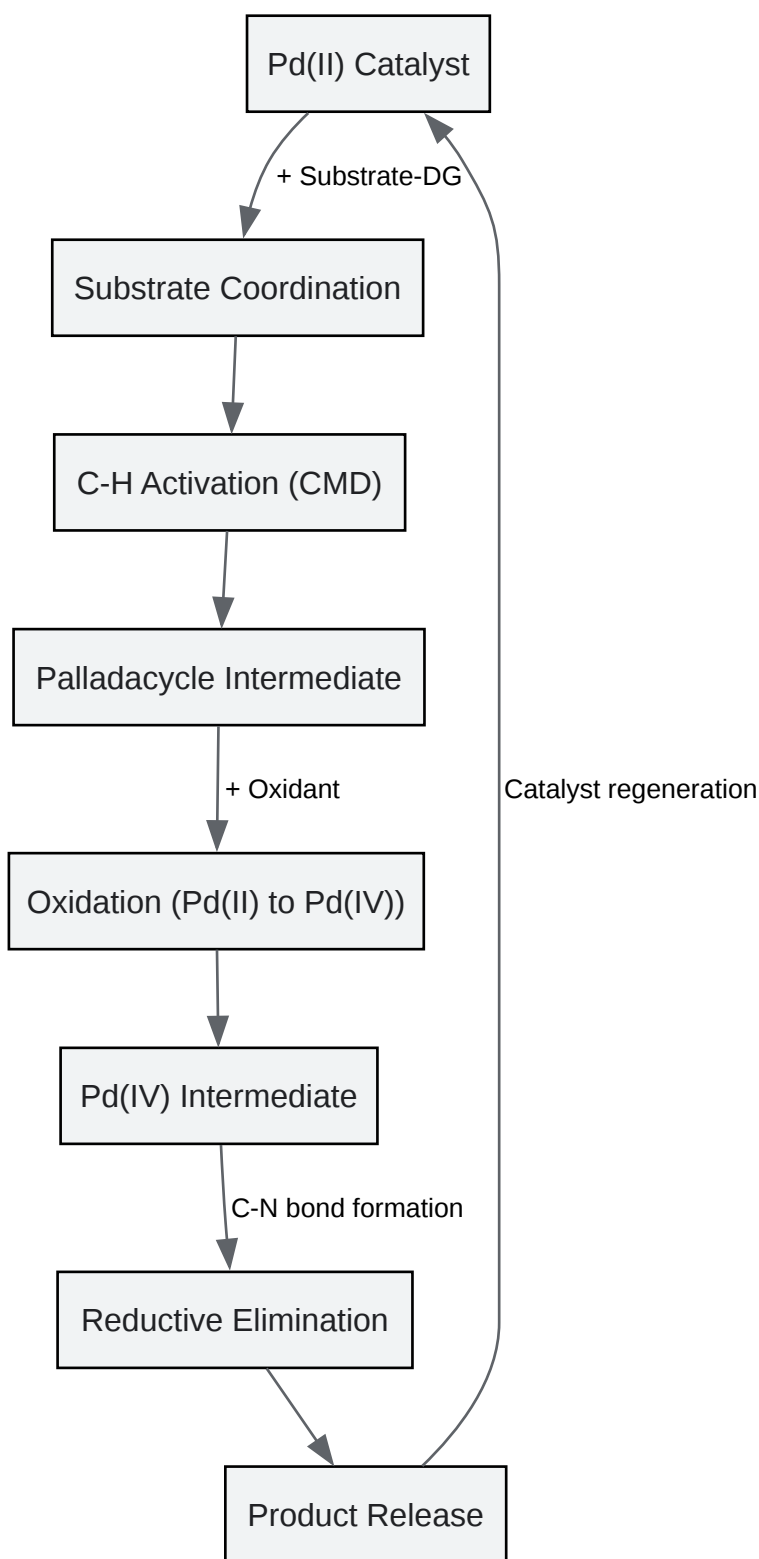 Pd(II) Catalyst
+ Substrate-DG
Substrate Coordination
C-H Activation (CMD)
Palladacycle Intermediate
+ Oxidant
Catalyst regeneration
Oxidation (Pd(II) to Pd(IV))
Pd(IV) Intermediate
C-N bond formation
Reductive Elimination
Product Release